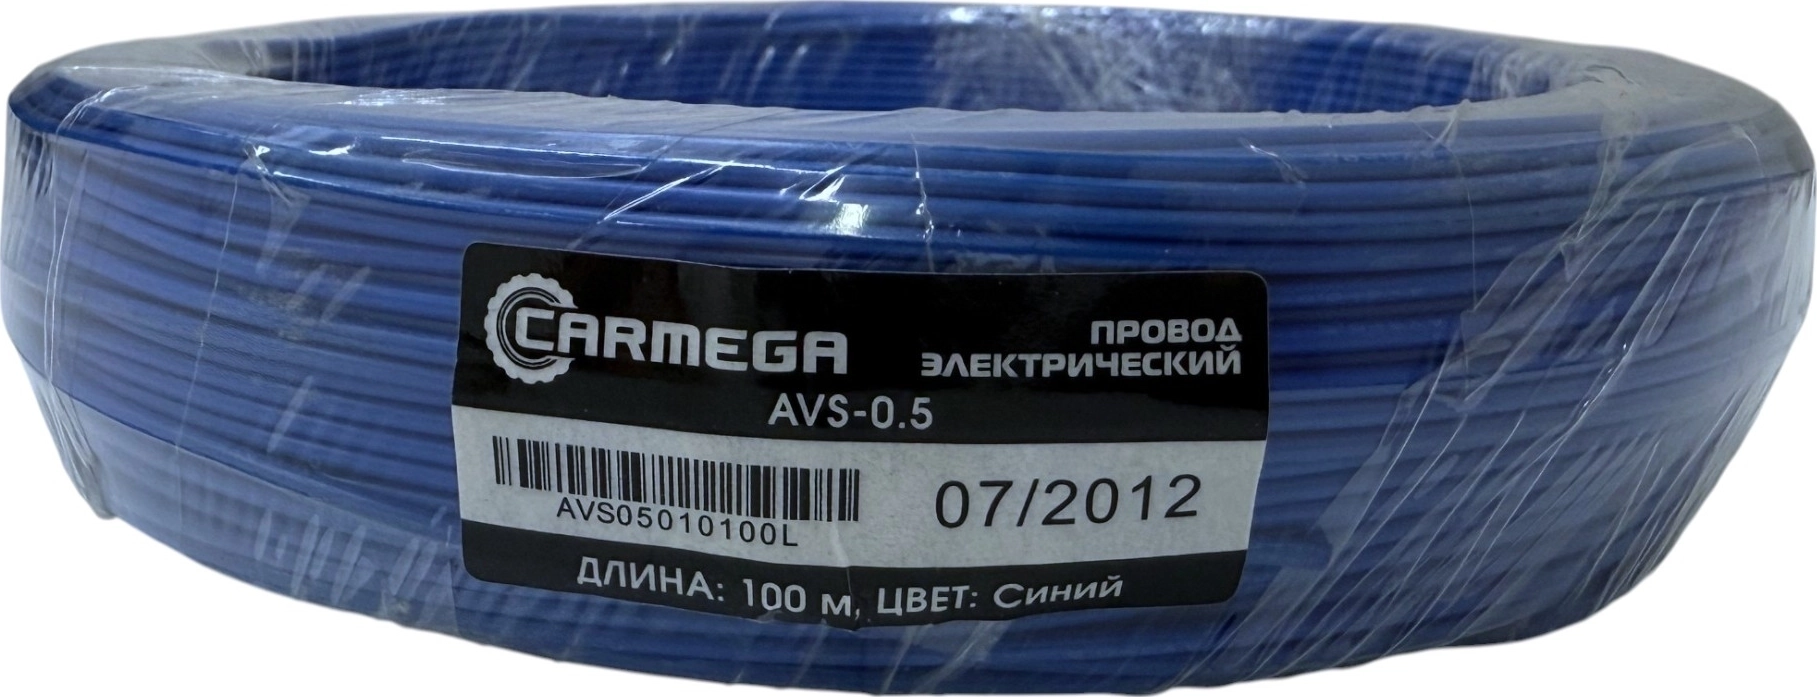 CARMEGA
ПРОВОД
ЭЛЕКТРИЧЕСКИЙ
AVS-0.5
AVS05010100L
07/2012
ДЛИНА: 100 м, ЦВЕТ: Синий